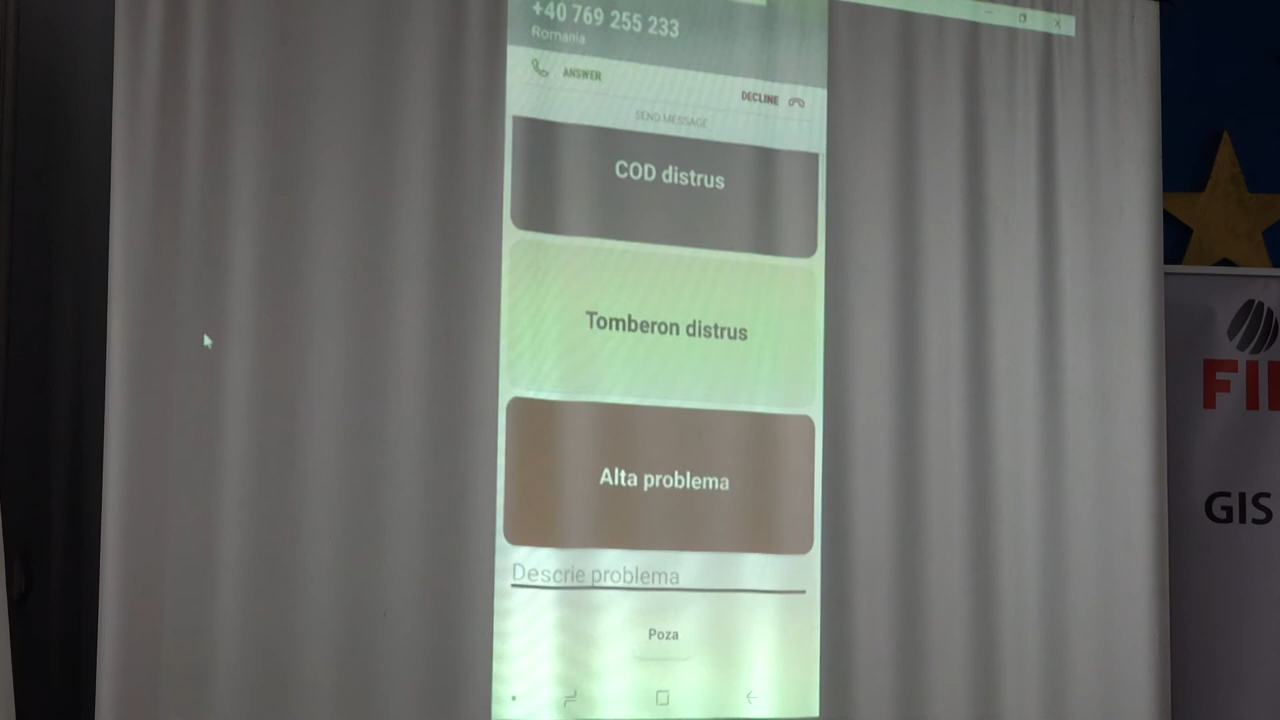 +40 769 255 233
Romania
ANSWER
DECLINE
SEND MESSAGE
COD distrus
Tomberon distrus
Alta problema
Descrie problema
Poza
GIS